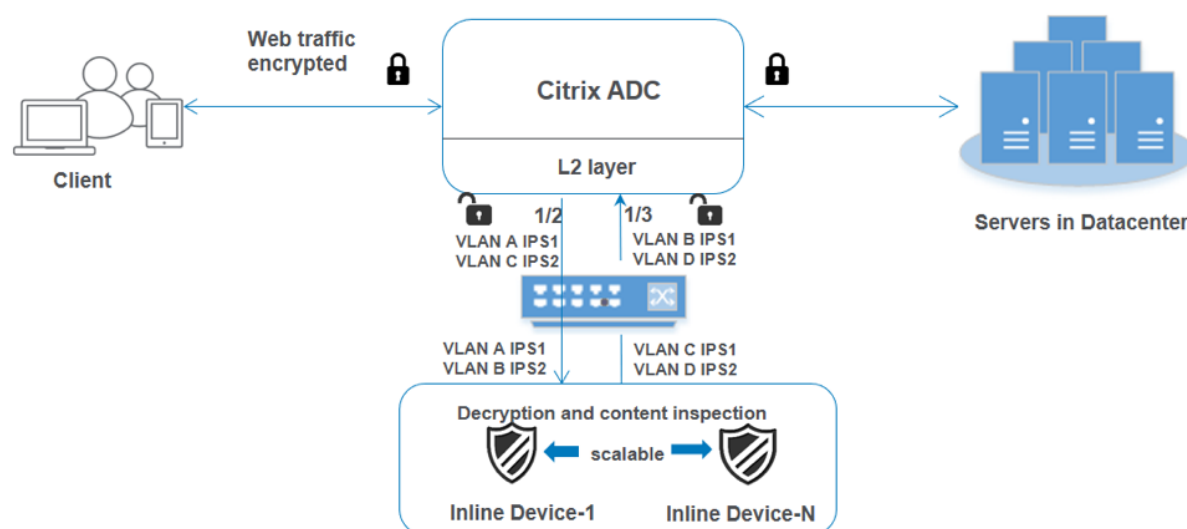 Web traffic
encrypted
Citrix ADC
L2 layer
Client
Servers in Datacenter
1/2
1/3
VLAN A IPS1
VLAN C IPS2
VLAN B IPS1
VLAN D IPS2
VLAN A IPS1
VLAN B IPS2
VLAN C IPS1
VLAN D IPS2
Decryption and content inspection
scalable
Inline Device-1
Inline Device-N